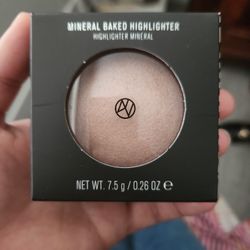 MINERAL BAKED HIGHLIGHTER
HIGHLIGHTER MINERAL
NET WT. 7.5 g / 0.26 OZ ℮